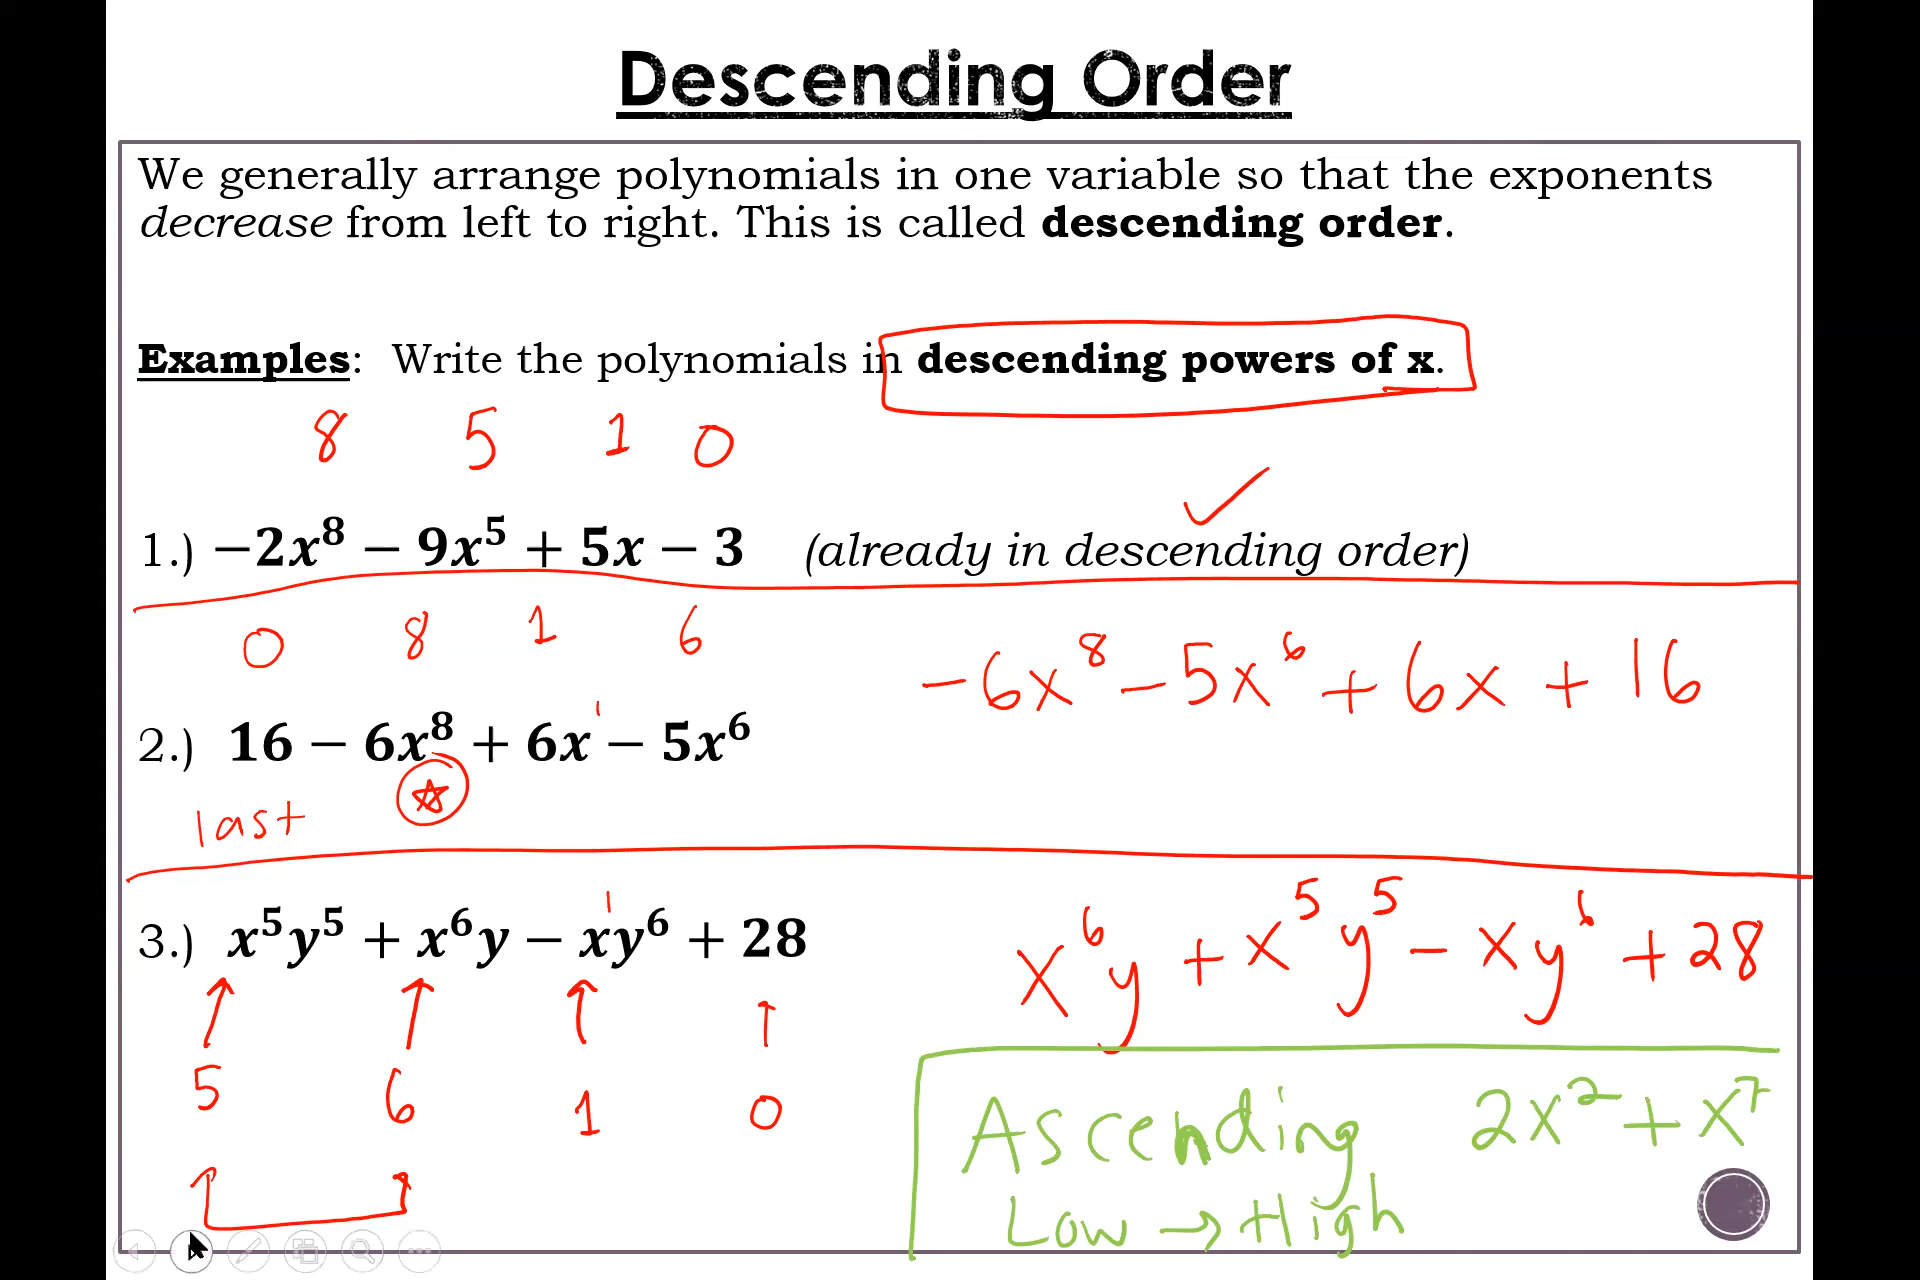 Descending Order
We generally arrange polynomials in one variable so that the exponents
decrease from left to right. This is called descending order.
Examples: Write the polynomials in descending powers of x.
8 5 1 0
1.) −2x⁸ − 9x⁵ + 5x − 3 (already in descending order)
0 8 1 6
-6x⁸ - 5x⁶ + 6x + 16
2.) 16 − 6x⁸ + 6x¹ − 5x⁶
last
3.) x⁵y⁵ + x⁶y − x¹y⁶ + 28
x⁶y + x⁵y⁵ - xy⁶ + 28
5 6 1 0
Ascending 2x² + x⁷
Low → High